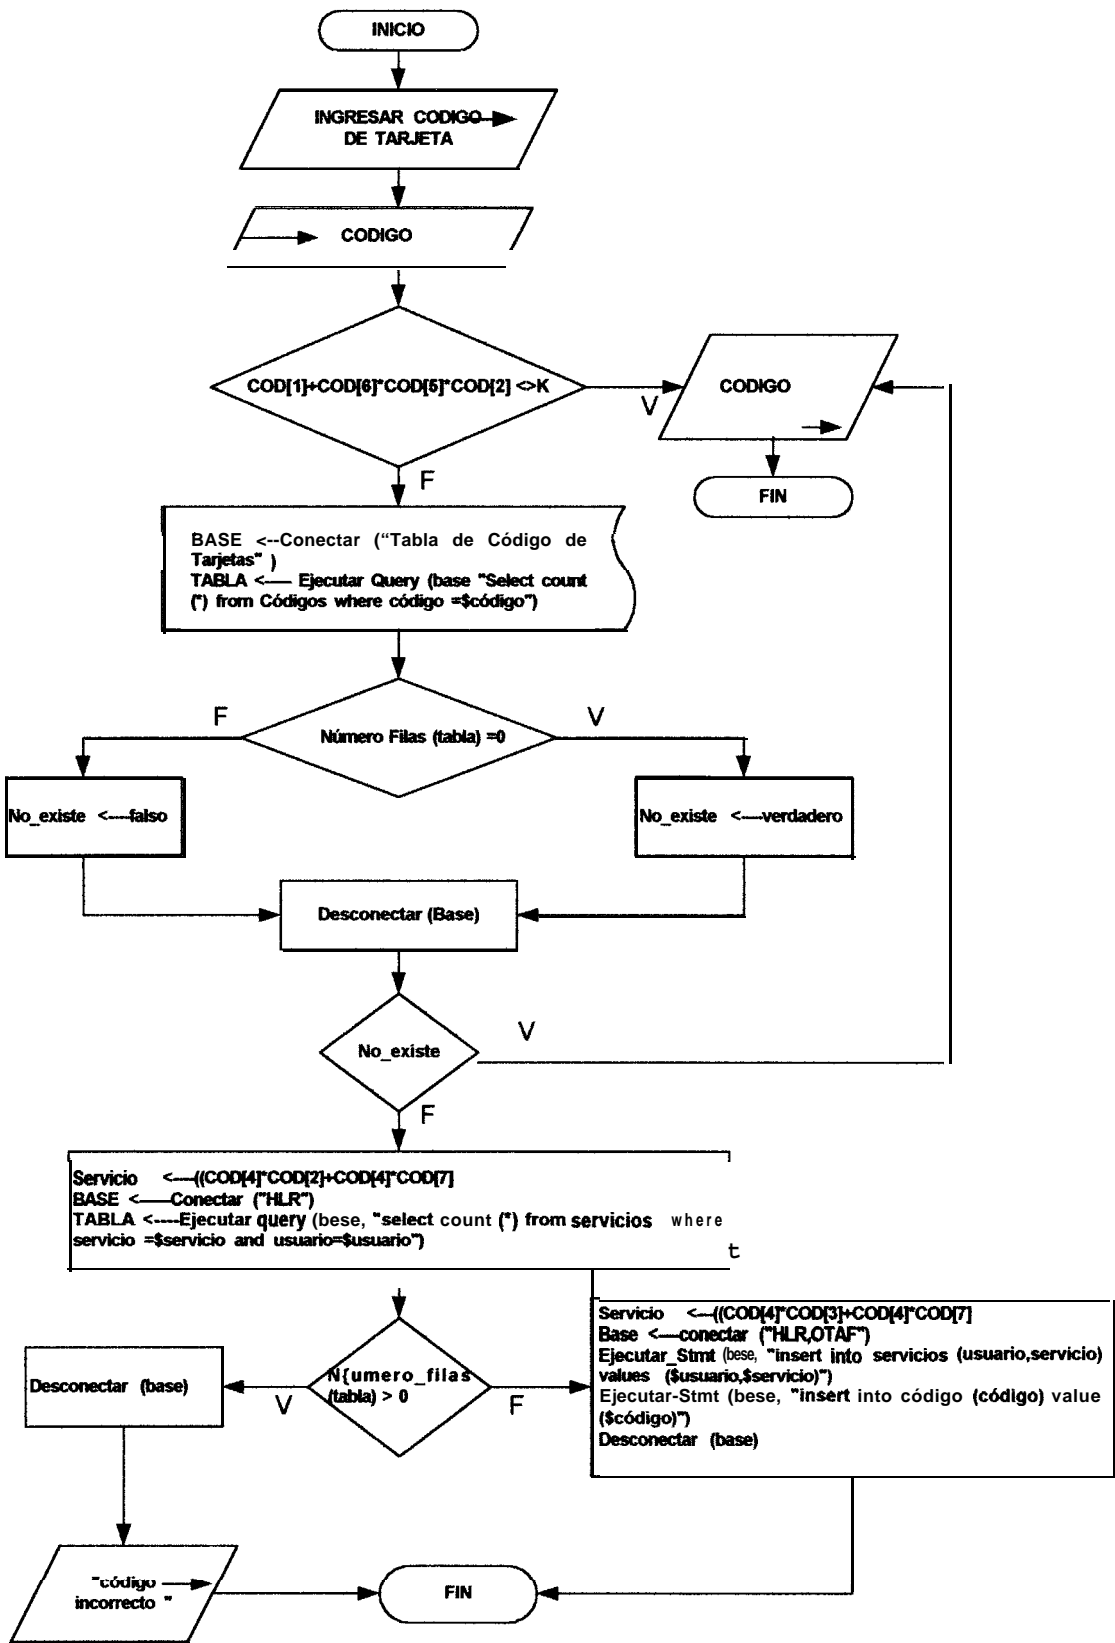 INICIO
INGRESAR CODIGO
DE TARJETA
CODIGO
COD[1]+COD[6]*COD[5]*COD[2] <>K
V
CODIGO
F
FIN
BASE <--Conectar ("Tabla de Código de
Tarjetas" )
TABLA <---- Ejecutar Query (base "Select count
(*) from Códigos where código =$código")
F
V
Número Filas (tabla) =0
No_existe <----falso
No_existe <----verdadero
Desconectar (Base)
No_existe
V
F
Servicio <----((COD[4]*COD[2]+COD[4]*COD[7]
BASE <-----Conectar ("HLR")
TABLA <----Ejecutar query (bese, "select count (*) from servicios where
servicio =$servicio and usuario=$usuario")
t
Servicio <----((COD[4]*COD[3]+COD[4]*COD[7]
Base <----conectar ("HLR,OTAF")
Ejecutar_Stmt (bese, "insert into servicios (usuario,servicio)
values ($usuario,$servicio)")
Ejecutar-Stmt (bese, "insert into código (código) value
($código)")
Desconectar (base)
Desconectar (base)
V
N{umero_filas
(tabla) > 0
F
"código
incorrecto "
FIN